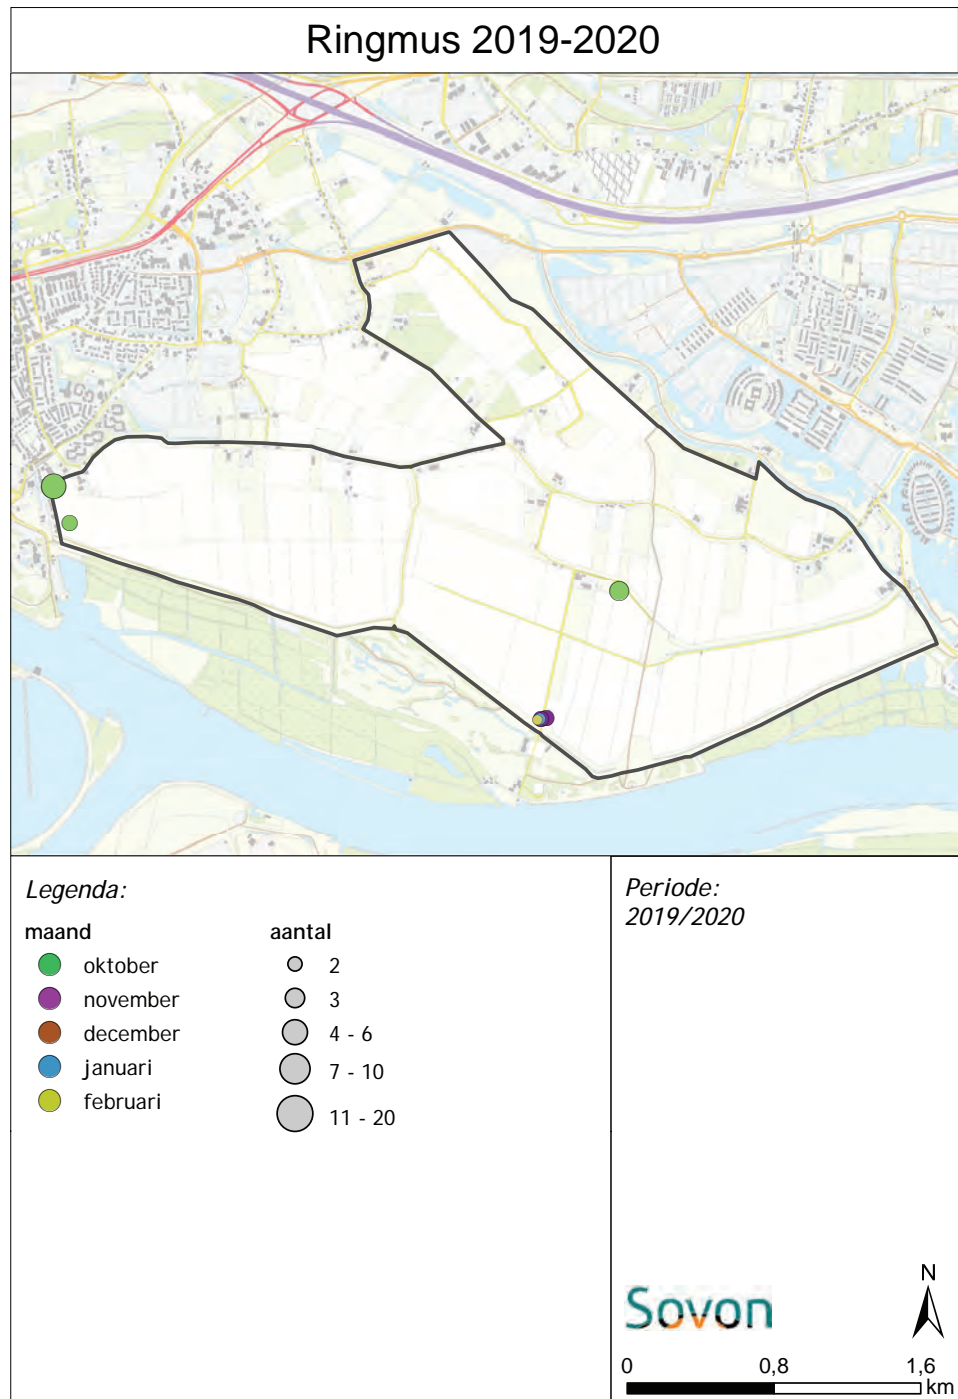 Ringmus 2019-2020
Legenda:
maand
oktober
november
december
januari
februari
aantal
2
3
4 - 6
7 - 10
11 - 20
Periode:
2019/2020
Sovon
N
0 0,8 1,6
km